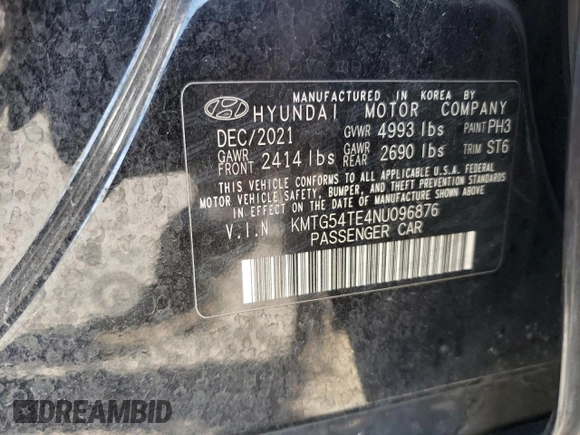 MANUFACTURED IN KOREA BY
HYUNDAI MOTOR COMPANY
DEC/2021 GVWR 4993 lbs PAINT PH3
GAWR FRONT 2414 lbs GAWR REAR 2690 lbs TRIM ST6
THIS VEHICLE CONFORMS TO ALL APPLICABLE U.S.A. FEDERAL
MOTOR VEHICLE SAFETY, BUMPER, AND THEFT PREVENTION STANDARDS
IN EFFECT ON THE DATE OF MANUFACTURE SHOWN ABOVE.
V.I.N KMTG54TE4NU096876
PASSENGER CAR
DREAMBID